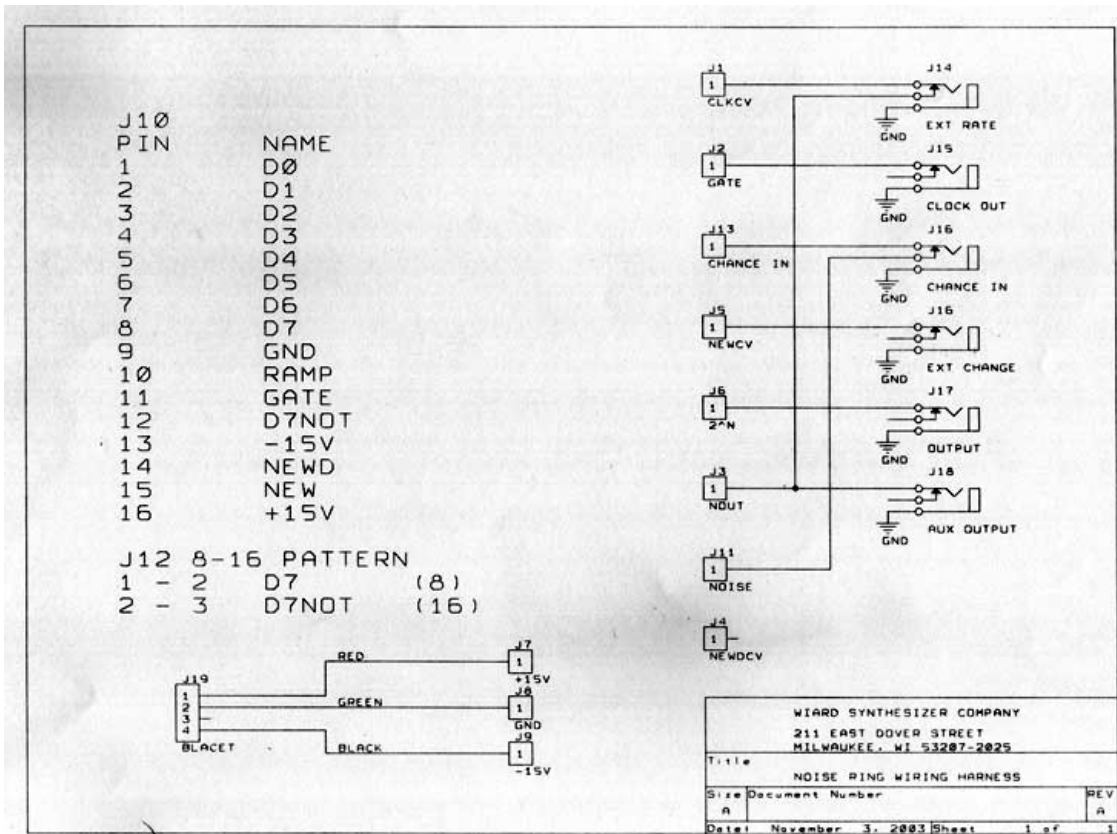 J10
PIN NAME
1 D0
2 D1
3 D2
4 D3
5 D4
6 D5
7 D6
8 D7
9 GND
10 RAMP
11 GATE
12 D7NOT
13 -15V
14 NEWD
15 NEW
16 +15V
J12 8-16 PATTERN
1 - 2 D7 (8)
2 - 3 D7NOT (16)
J19
1
2
3
4
BLACET
RED
GREEN
BLACK
J7
1
+15V
J8
1
GND
J9
1
-15V
J1
1
CLKCV
J14
GND
EXT RATE
J2
1
GATE
J15
GND
CLOCK OUT
J13
1
CHANCE IN
J16
GND
CHANCE IN
J5
1
NEWCV
J16
GND
EXT CHANGE
J6
1
2^N
J17
GND
OUTPUT
J3
1
NOUT
J18
GND
AUX OUTPUT
J11
1
NOISE
J4
1
NEWDCV
WIARD SYNTHESIZER COMPANY
211 EAST DOVER STREET
MILWAUKEE, WI 53207-2025
Title
NOISE RING WIRING HARNESS
Size Document Number REV
A A
Date: November 3, 2003 Sheet 1 of 1